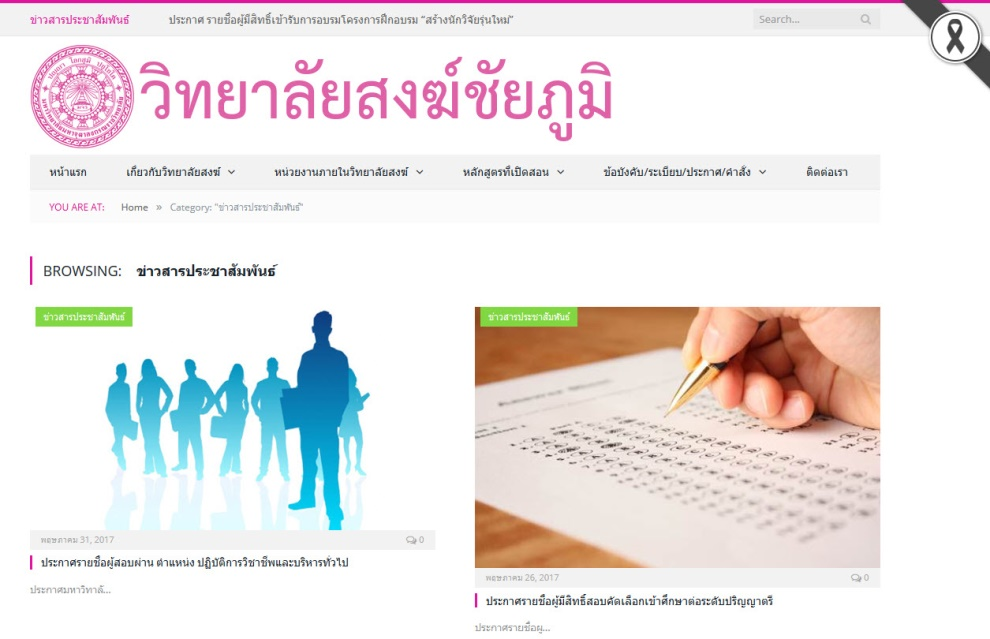 ข่าวสารประชาสัมพันธ์ ประกาศ รายชื่อผู้มีสิทธิ์เข้ารับการอบรมโครงการฝึกอบรม "สร้างนักวิจัยรุ่นใหม่" Search...
วิทยาลัยสงฆ์ชัยภูมิ
หน้าแรก เกี่ยวกับวิทยาลัยสงฆ์ หน่วยงานภายในวิทยาลัยสงฆ์ หลักสูตรที่เปิดสอน ข้อบังคับ/ระเบียบ/ประกาศ/คำสั่ง ติดต่อเรา
YOU ARE AT: Home » Category: "ข่าวสารประชาสัมพันธ์"
BROWSING: ข่าวสารประชาสัมพันธ์
ข่าวสารประชาสัมพันธ์
พฤษภาคม 31, 2017 0
ประกาศรายชื่อผู้สอบผ่าน ตำแหน่ง ปฏิบัติการวิชาชีพและบริหารทั่วไป
ประกาศมหาวิทาลั...
ข่าวสารประชาสัมพันธ์
พฤษภาคม 26, 2017 0
ประกาศรายชื่อผู้มีสิทธิ์สอบคัดเลือกเข้าศึกษาต่อระดับปริญญาตรี
ประกาศรายชื่อผู...